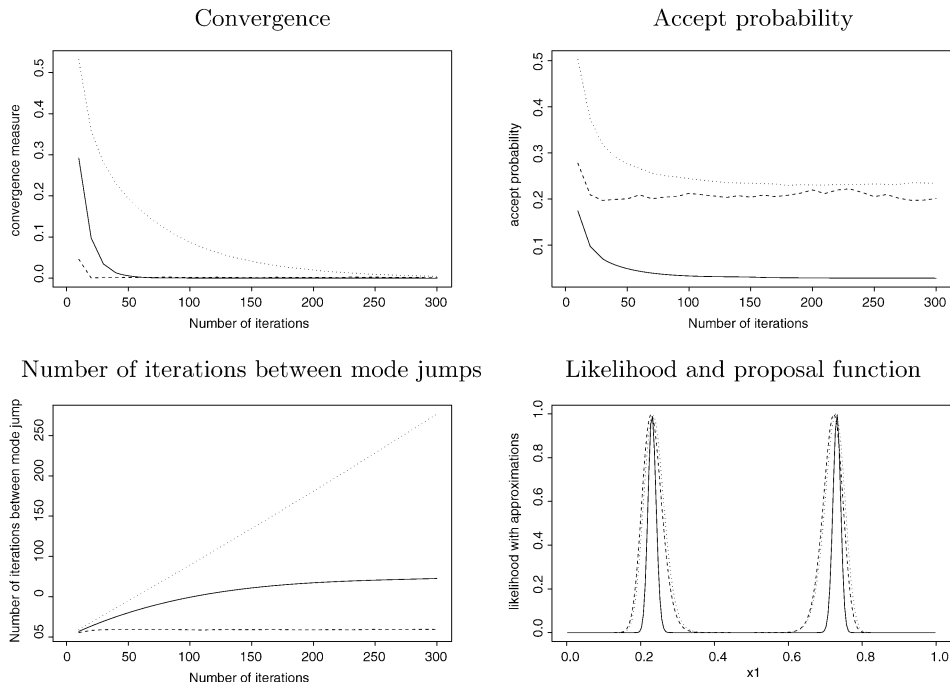 Convergence
Accept probability
convergence measure
0.0 0.1 0.2 0.3 0.4 0.5
0 50 100 150 200 250 300
Number of iterations
accept probability
0.1 0.2 0.3 0.4 0.5
0 50 100 150 200 250 300
Number of iterations
Number of iterations between mode jumps
Likelihood and proposal function
Number of iterations between mode jump
05 0 100 150 200 250
0 50 100 150 200 250 300
Number of iterations
likelihood with approximations
0.0 0.2 0.4 0.6 0.8 1.0
0.0 0.2 0.4 0.6 0.8 1.0
x1